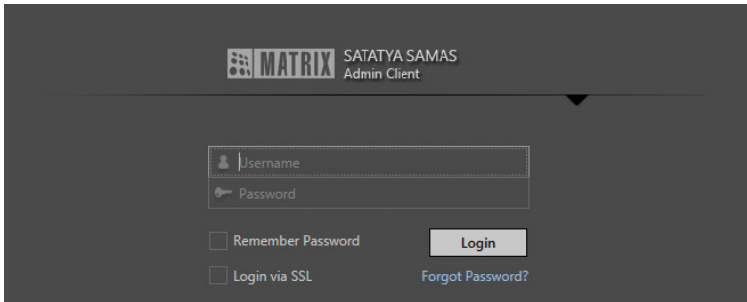 MATRIX
SATATYA SAMAS
Admin Client
Username
Password
Remember Password
Login
Login via SSL
Forgot Password?